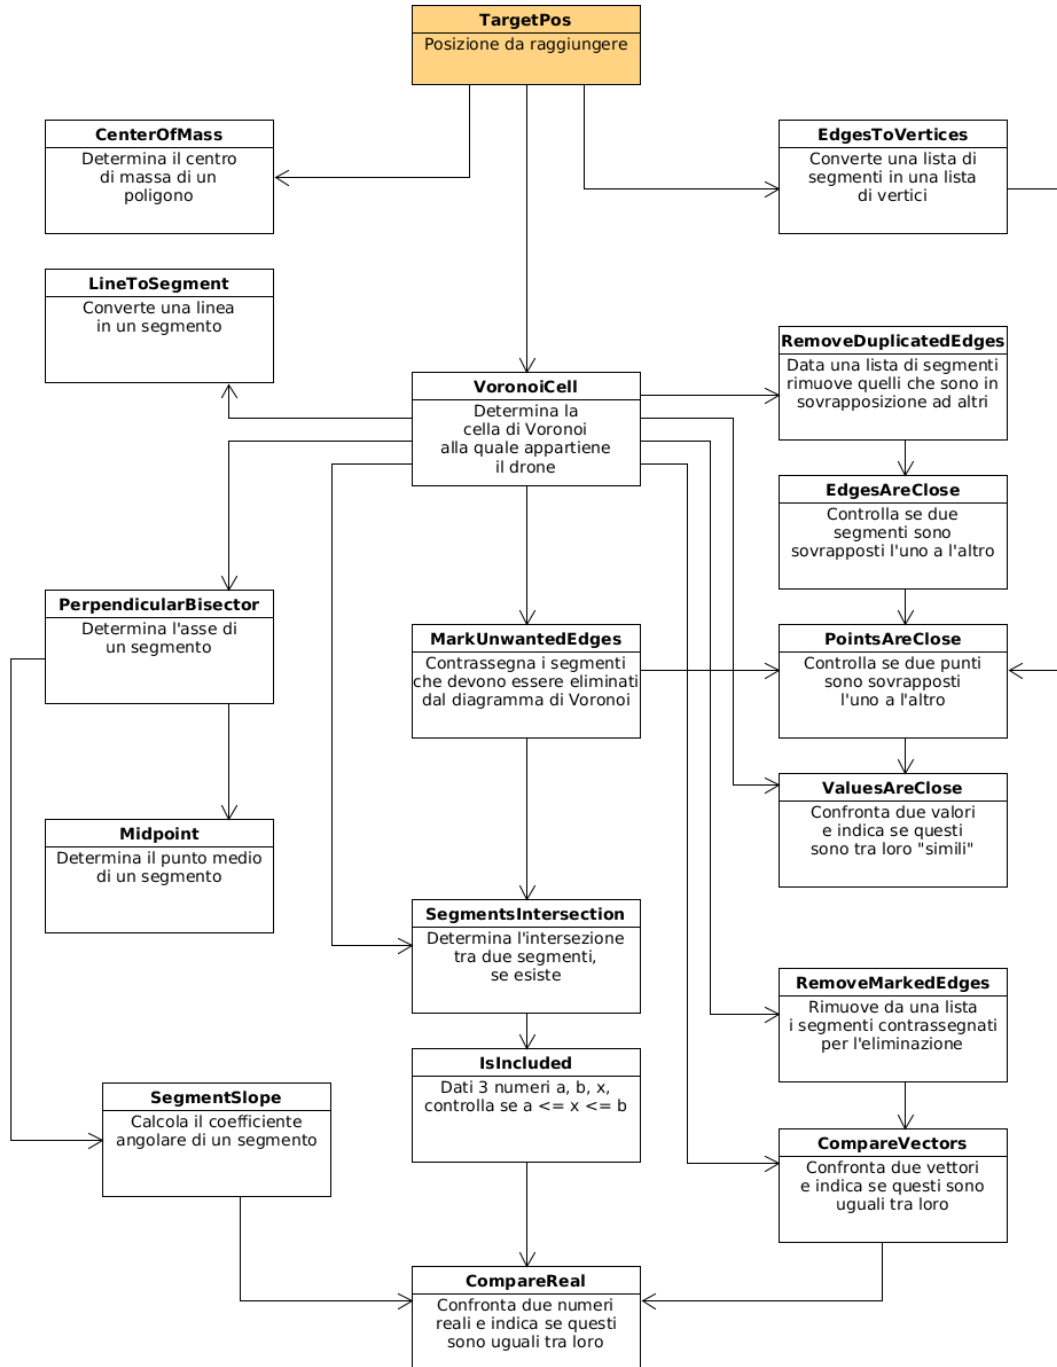 TargetPos
Posizione da raggiungere
CenterOfMass
Determina il centro
di massa di un
poligono
EdgesToVertices
Converte una lista di
segmenti in una lista
di vertici
LineToSegment
Converte una linea
in un segmento
RemoveDuplicatedEdges
Data una lista di segmenti
rimuove quelli che sono in
sovrapposizione ad altri
VoronoiCell
Determina la
cella di Voronoi
alla quale appartiene
il drone
EdgesAreClose
Controlla se due
segmenti sono
sovrapposti l'uno a l'altro
PerpendicularBisector
Determina l'asse di
un segmento
MarkUnwantedEdges
Contrassegna i segmenti
che devono essere eliminati
dal diagramma di Voronoi
PointsAreClose
Controlla se due punti
sono sovrapposti
l'uno a l'altro
ValuesAreClose
Confronta due valori
e indica se questi
sono tra loro "simili"
Midpoint
Determina il punto medio
di un segmento
SegmentsIntersection
Determina l'intersezione
tra due segmenti,
se esiste
RemoveMarkedEdges
Rimuove da una lista
i segmenti contrassegnati
per l'eliminazione
IsIncluded
Dati 3 numeri a, b, x,
controlla se a <= x <= b
SegmentSlope
Calcola il coefficiente
angolare di un segmento
CompareVectors
Confronta due vettori
e indica se questi sono
uguali tra loro
CompareReal
Confronta due numeri
reali e indica se questi
sono uguali tra loro